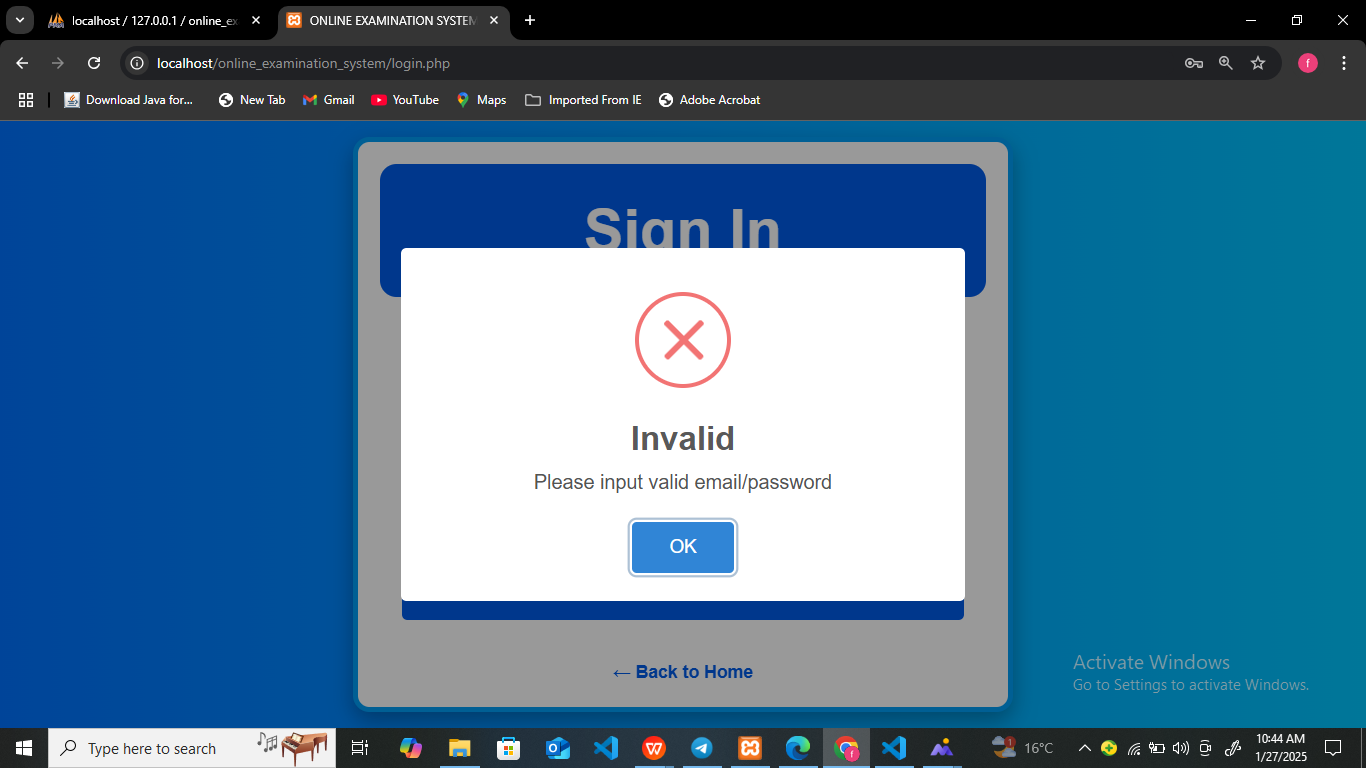 localhost / 127.0.0.1 / online_ex
ONLINE EXAMINATION SYSTEM
localhost/online_examination_system/login.php
f
Download Java for...
New Tab
Gmail
YouTube
Maps
Imported From IE
Adobe Acrobat
Sign In
Invalid
Please input valid email/password
OK
← Back to Home
Activate Windows
Go to Settings to activate Windows.
Type here to search
1
16°C
10:44 AM
1/27/2025